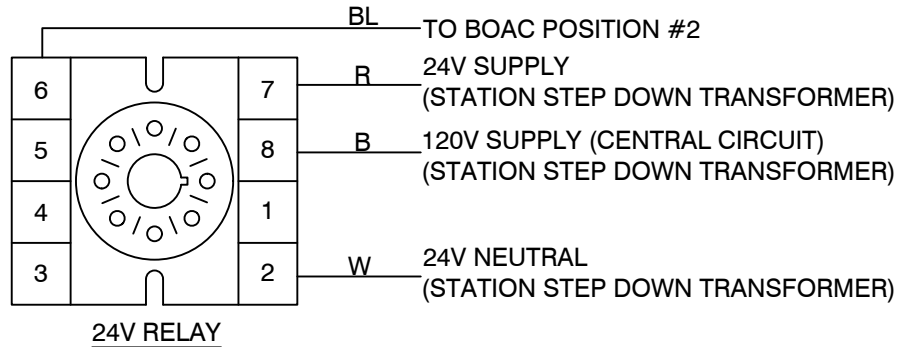 BL
TO BOAC POSITION #2
6
7
R
24V SUPPLY
(STATION STEP DOWN TRANSFORMER)
5
8
B
120V SUPPLY (CENTRAL CIRCUIT)
(STATION STEP DOWN TRANSFORMER)
4
1
3
2
W
24V NEUTRAL
(STATION STEP DOWN TRANSFORMER)
24V RELAY